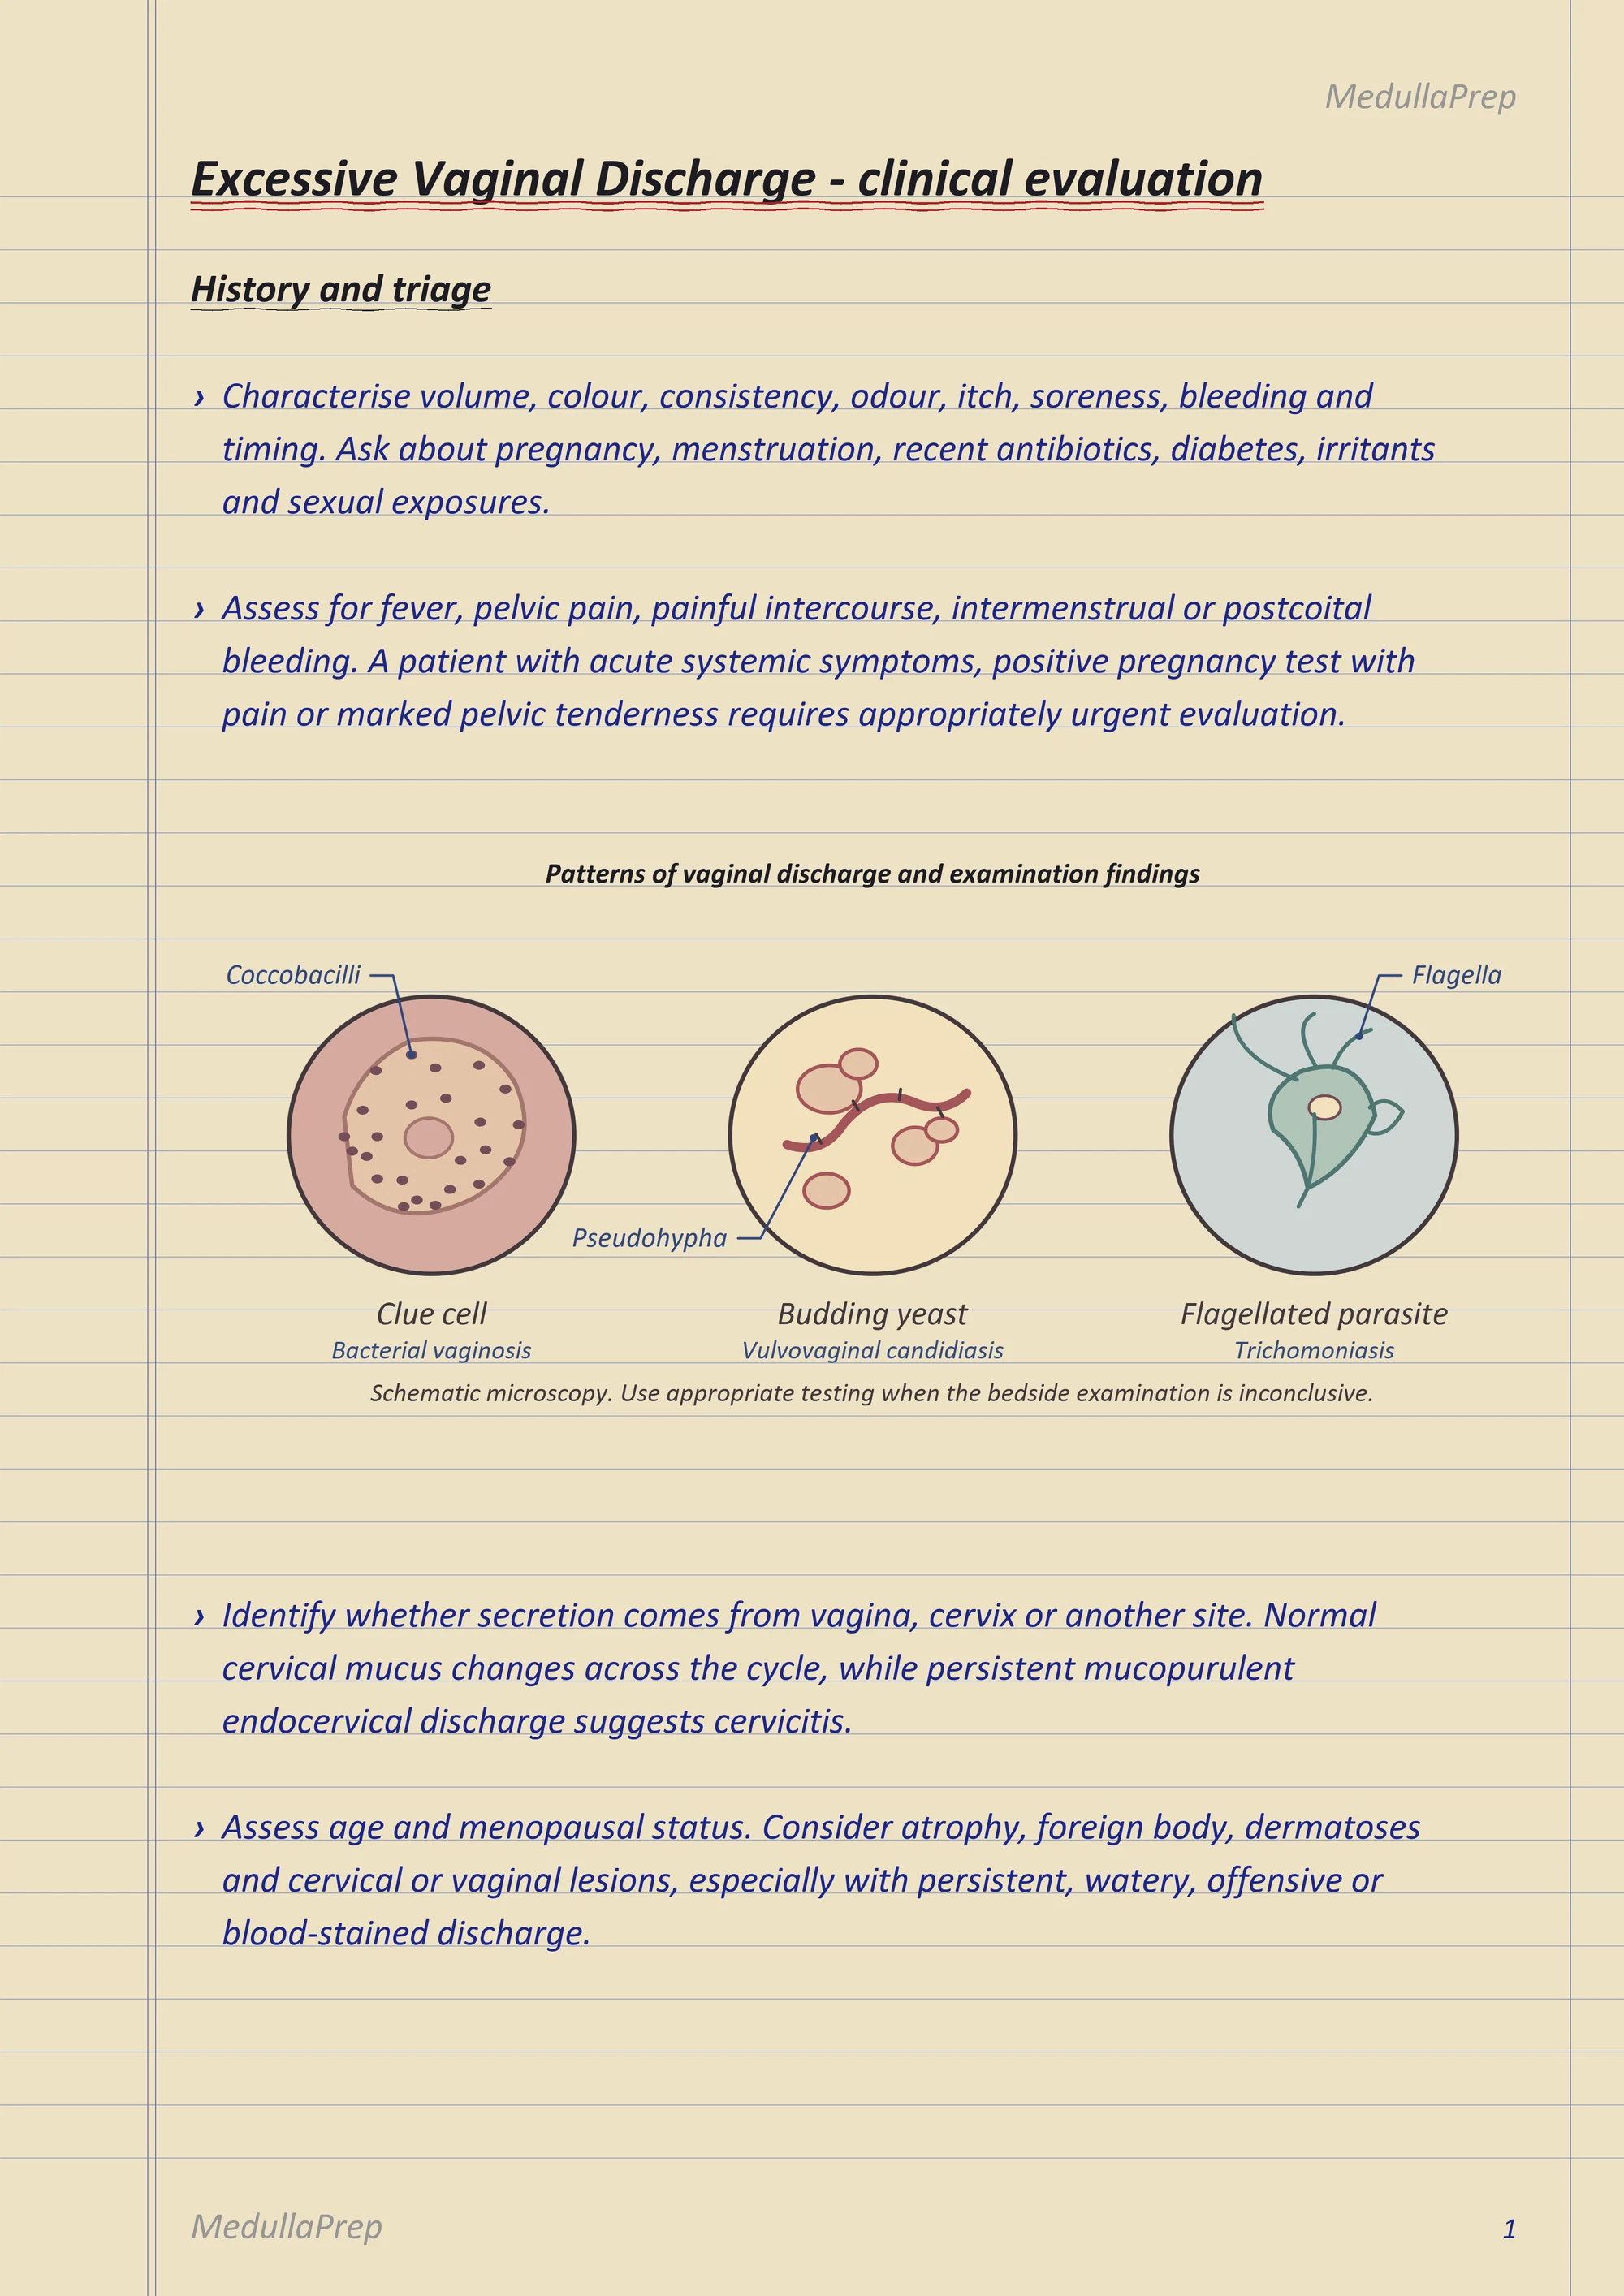 MedullaPrep
Excessive Vaginal Discharge - clinical evaluation
History and triage
› Characterise volume, colour, consistency, odour, itch, soreness, bleeding and
timing. Ask about pregnancy, menstruation, recent antibiotics, diabetes, irritants
and sexual exposures.
› Assess for fever, pelvic pain, painful intercourse, intermenstrual or postcoital
bleeding. A patient with acute systemic symptoms, positive pregnancy test with
pain or marked pelvic tenderness requires appropriately urgent evaluation.
Patterns of vaginal discharge and examination findings
Coccobacilli
Flagella
Pseudohypha
Clue cell
Bacterial vaginosis
Budding yeast
Vulvovaginal candidiasis
Flagellated parasite
Trichomoniasis
Schematic microscopy. Use appropriate testing when the bedside examination is inconclusive.
› Identify whether secretion comes from vagina, cervix or another site. Normal
cervical mucus changes across the cycle, while persistent mucopurulent
endocervical discharge suggests cervicitis.
› Assess age and menopausal status. Consider atrophy, foreign body, dermatoses
and cervical or vaginal lesions, especially with persistent, watery, offensive or
blood-stained discharge.
MedullaPrep
1